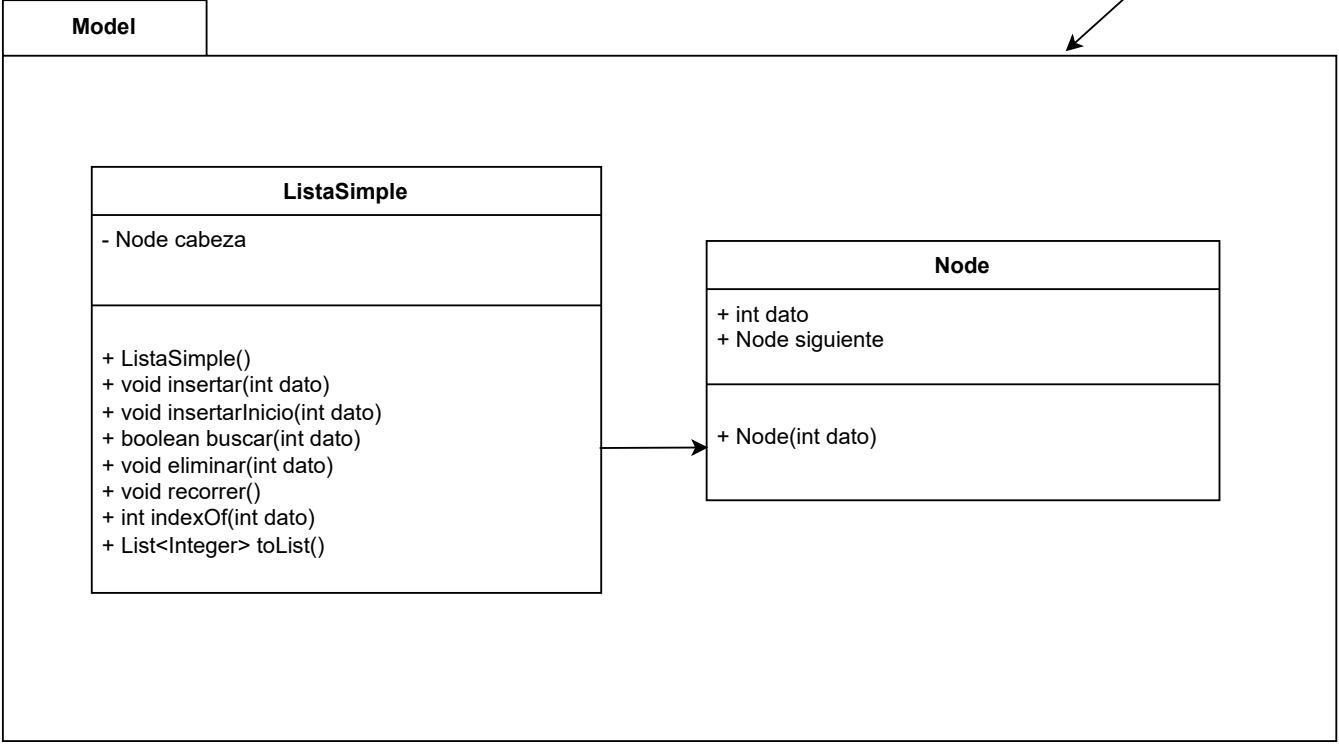 Model
ListaSimple
- Node cabeza
+ ListaSimple()
+ void insertar(int dato)
+ void insertarInicio(int dato)
+ boolean buscar(int dato)
+ void eliminar(int dato)
+ void recorrer()
+ int indexOf(int dato)
+ List<Integer> toList()
Node
+ int dato
+ Node siguiente
+ Node(int dato)